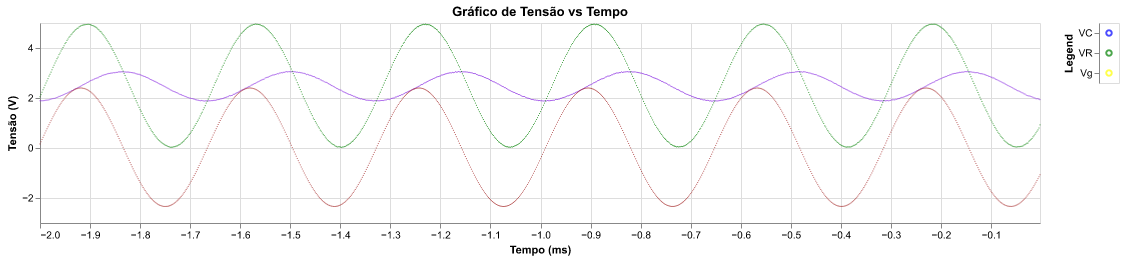 Gráfico de Tensão vs Tempo
4
2
0
−2
Tensão (V)
−2.0 −1.9 −1.8 −1.7 −1.6 −1.5 −1.4 −1.3 −1.2 −1.1 −1.0 −0.9 −0.8 −0.7 −0.6 −0.5 −0.4 −0.3 −0.2 −0.1
Tempo (ms)
Legend
VC
VR
Vg